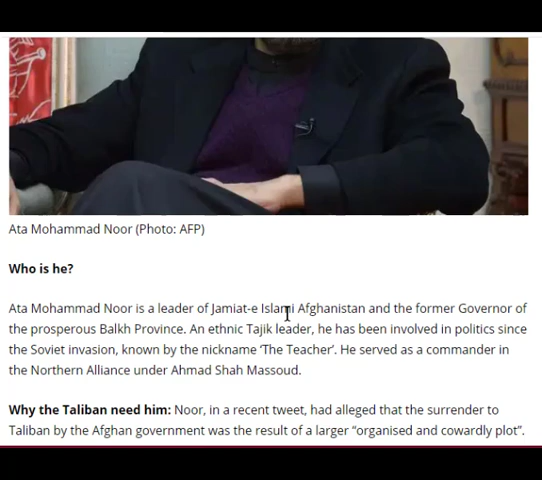 Ata Mohammad Noor (Photo: AFP)
Who is he?
Ata Mohammad Noor is a leader of Jamiat-e Islami Afghanistan and the former Governor of
the prosperous Balkh Province. An ethnic Tajik leader, he has been involved in politics since
the Soviet invasion, known by the nickname ‘The Teacher’. He served as a commander in
the Northern Alliance under Ahmad Shah Massoud.
Why the Taliban need him: Noor, in a recent tweet, had alleged that the surrender to
Taliban by the Afghan government was the result of a larger “organised and cowardly plot”.